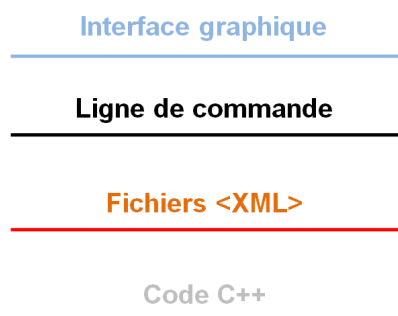 Interface graphique
Ligne de commande
Fichiers <XML>
Code C++